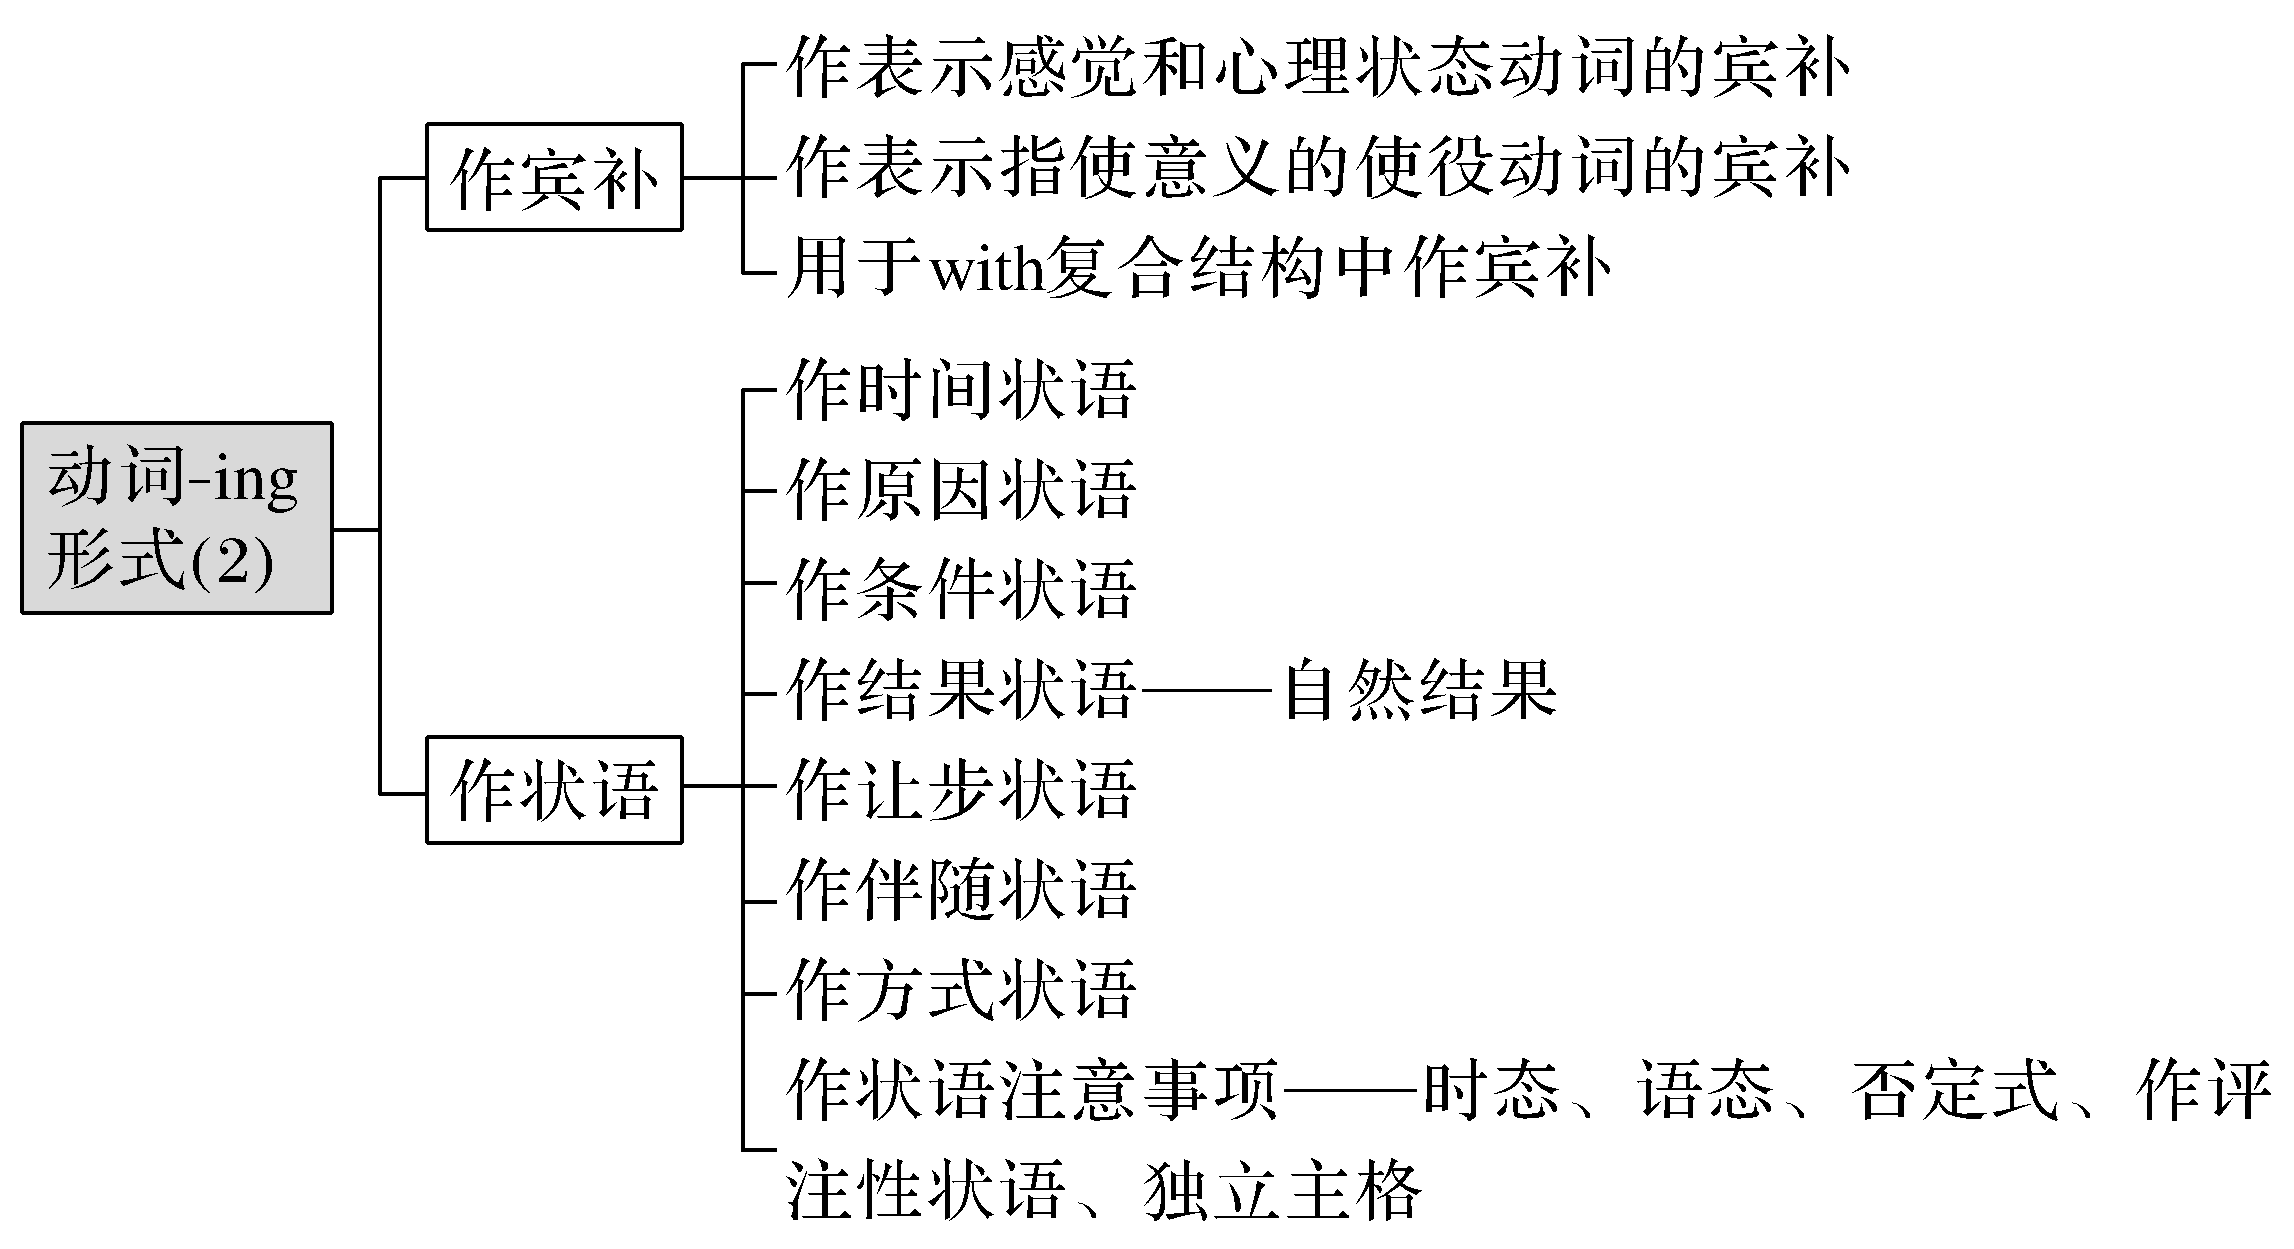 作表示感觉和心理状态动词的宾补
作宾补
作表示指使意义的使役动词的宾补
用于with复合结构中作宾补
动词-ing
形式(2)
作时间状语
作原因状语
作条件状语
作结果状语——自然结果
作状语
作让步状语
作伴随状语
作方式状语
作状语注意事项——时态、语态、否定式、作评
注性状语、独立主格